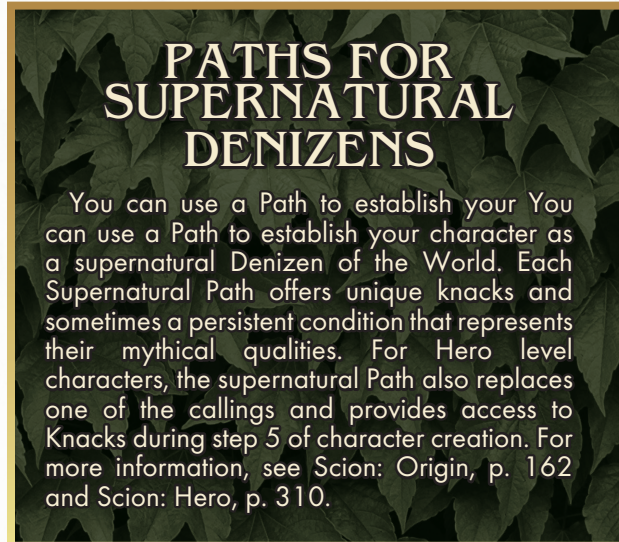 PATHS FOR
SUPERNATURAL
DENIZENS
You can use a Path to establish your You
can use a Path to establish your character as
a supernatural Denizen of the World. Each
Supernatural Path offers unique knacks and
sometimes a persistent condition that represents
their mythical qualities. For Hero level
characters, the supernatural Path also replaces
one of the callings and provides access to
Knacks during step 5 of character creation. For
more information, see Scion: Origin, p. 162
and Scion: Hero, p. 310.